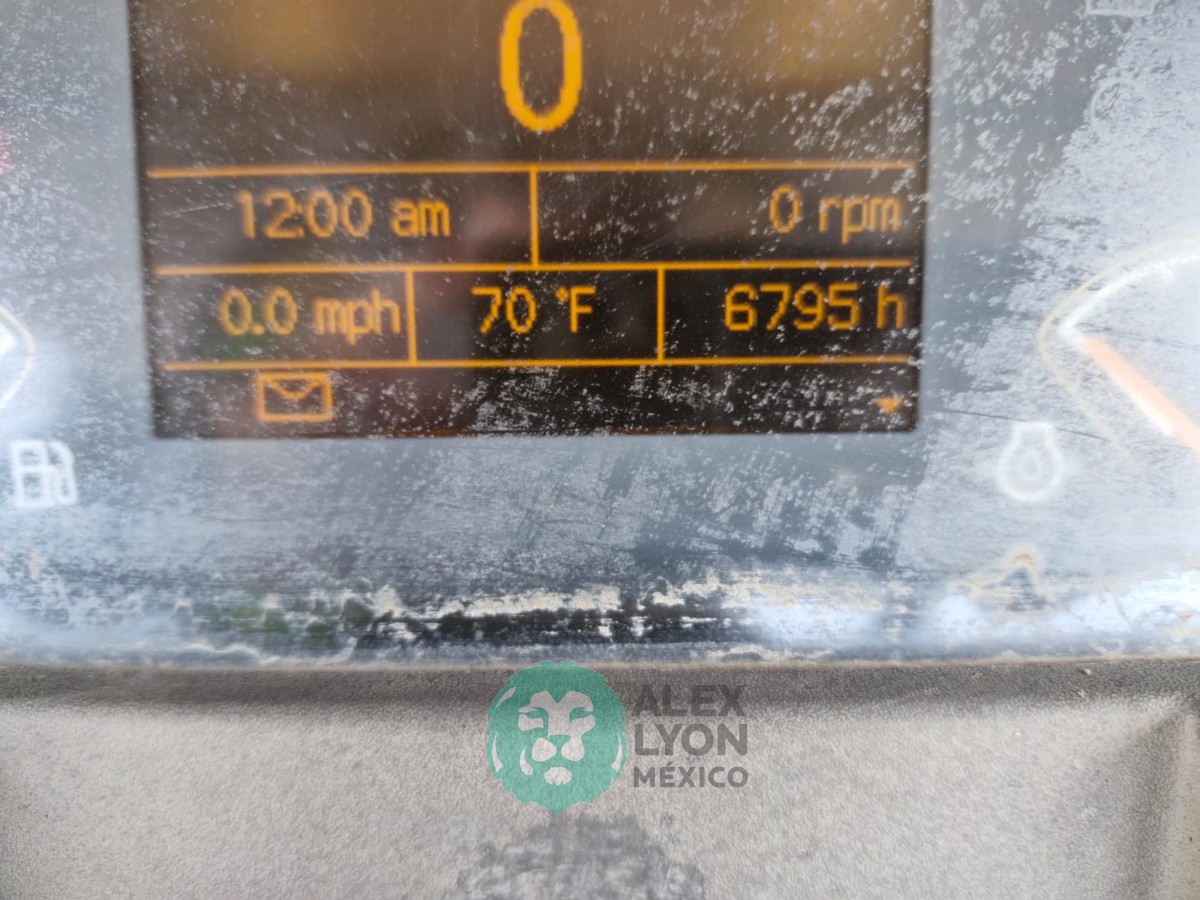 0
12:00 am 0 rpm
0.0 mph 70 °F 6795 h
ALEX
LYON
MÉXICO